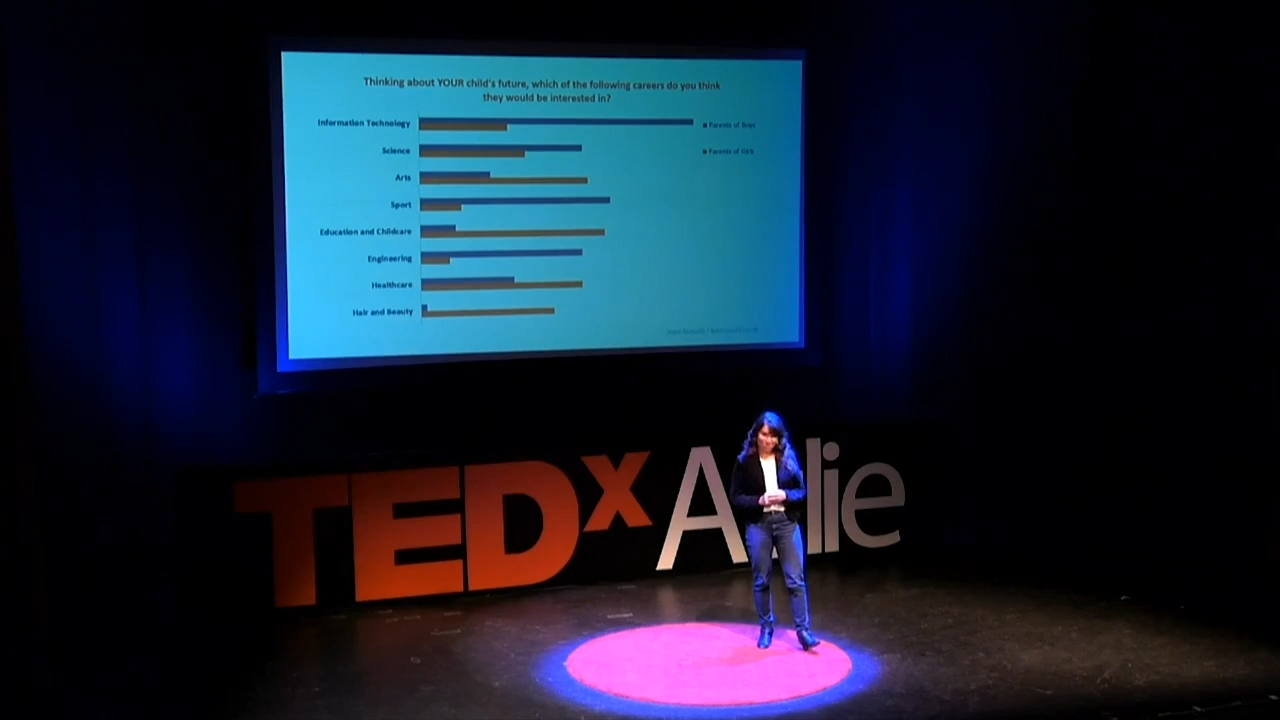 Thinking about YOUR child's future, which of the following careers do you think
they would be interested in?
Information Technology
Parents of Boys
Science
Parents of Girls
Arts
Sport
Education and Childcare
Engineering
Healthcare
Hair and Beauty
TEDx A lie